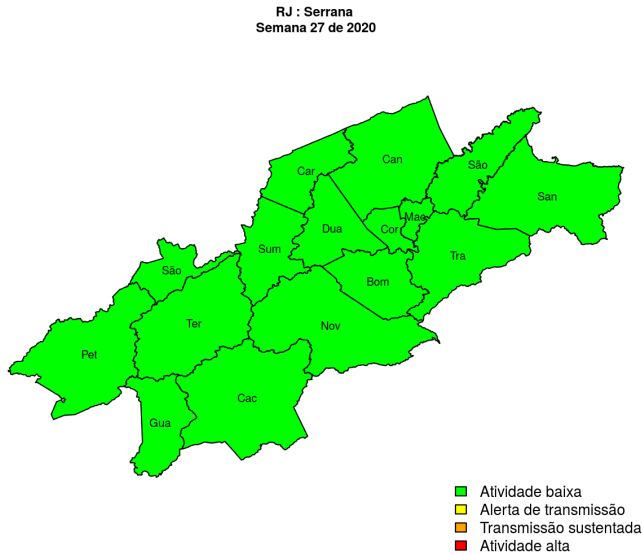 RJ : Serrana
Semana 27 de 2020
Can
São
Car
San
Mac
Dua
Cor
Sum
Tra
São
Bom
Ter
Nov
Pet
Cac
Gua
Atividade baixa
Alerta de transmissão
Transmissão sustentada
Atividade alta